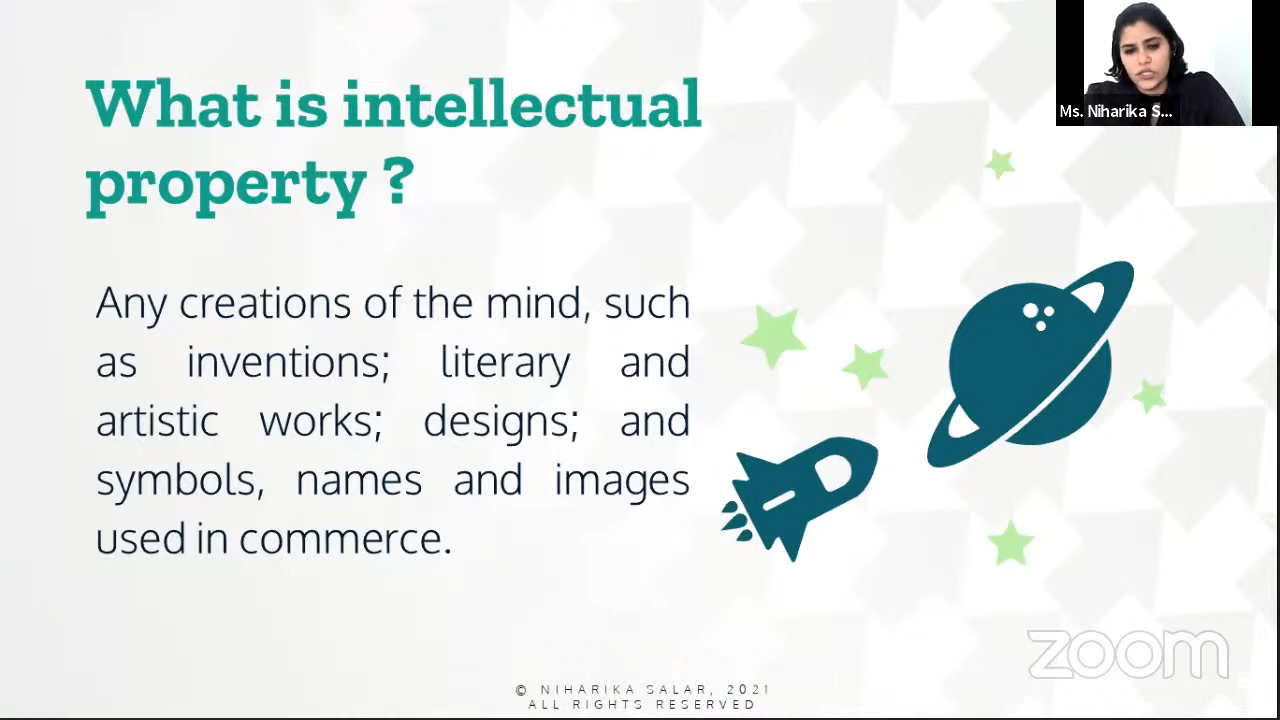 What is intellectual
property ?
Any creations of the mind, such
as inventions; literary and
artistic works; designs; and
symbols, names and images
used in commerce.
Ms. Niharika S...
zoom
© NIHARIKA SALAR, 2021
ALL RIGHTS RESERVED